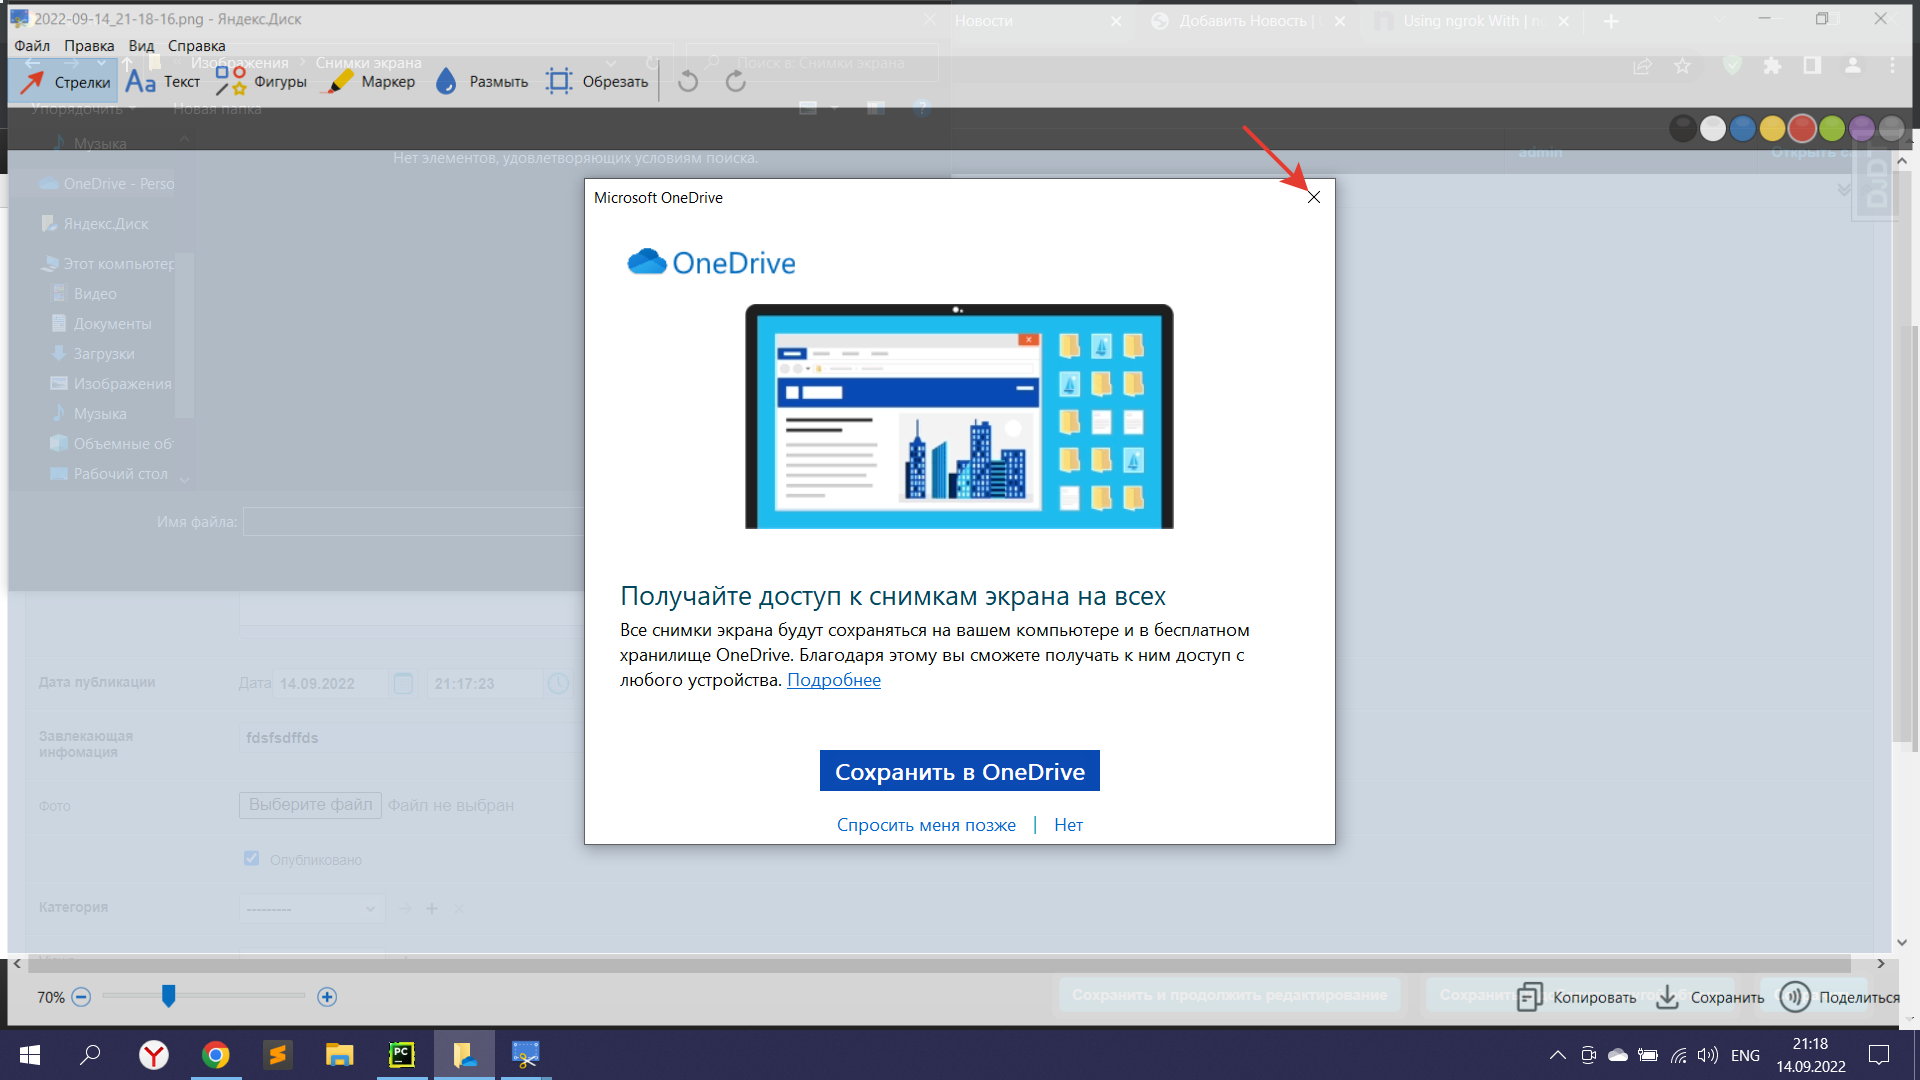 2022-09-14_21-18-16.png - Яндекс.Диск
Новости
Добавить Новость |
Using ngrok With | n
Файл Правка Вид Справка
Изображения Снимки экрана
Поиск в: Снимки экрана
Стрелки
Aa Текст
Фигуры
Маркер
Размыть
Обрезать
Упорядочить Новая папка
Музыка
Нет элементов, удовлетворяющих условиям поиска.
admin
DjDT
OneDrive - Perso
Яндекс.Диск
Этот компьютер
Видео
Документы
Загрузки
Изображения
Музыка
Объемные об
Рабочий стол
Имя файла:
Microsoft OneDrive
OneDrive
Получайте доступ к снимкам экрана на всех
Все снимки экрана будут сохраняться на вашем компьютере и в бесплатном
хранилище OneDrive. Благодаря этому вы сможете получать к ним доступ с
любого устройства. Подробнее
Сохранить в OneDrive
Спросить меня позже | Нет
Дата публикации
Дата 14.09.2022 21:17:23
Завлекающая
инфомация
fdsfsdffds
Фото
Выберите файл Файл не выбран
Опубликовано
Категория
---------
70%
Сохранить и продолжить редактирование
Копировать
Сохранить
Поделиться
PC
ENG
21:18
14.09.2022